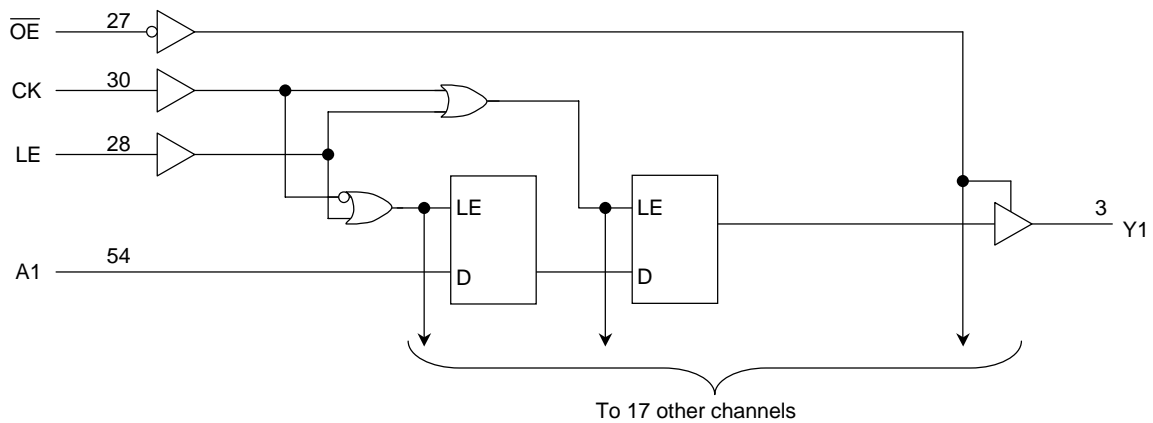 OE 27
CK 30
LE 28
LE
LE
A1 54
D
D
3 Y1
To 17 other channels